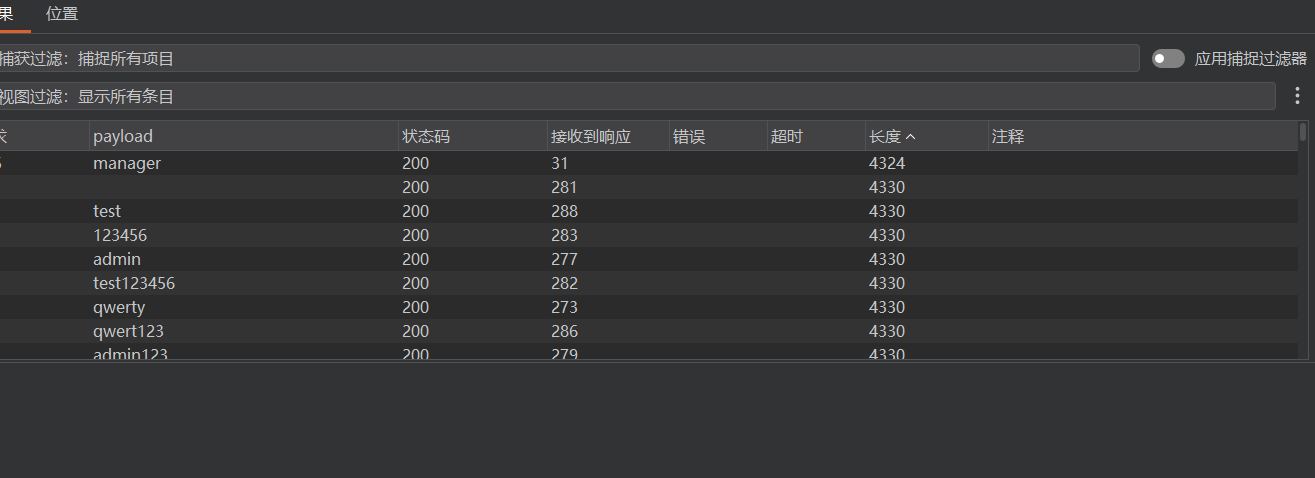 果 位置
捕获过滤：捕捉所有项目 应用捕捉过滤器
视图过滤：显示所有条目
payload 状态码 接收到响应 错误 超时 长度 注释
manager 200 31 4324
200 281 4330
test 200 288 4330
123456 200 283 4330
admin 200 277 4330
test123456 200 282 4330
qwerty 200 273 4330
qwert123 200 286 4330
admin123 200 279 4330